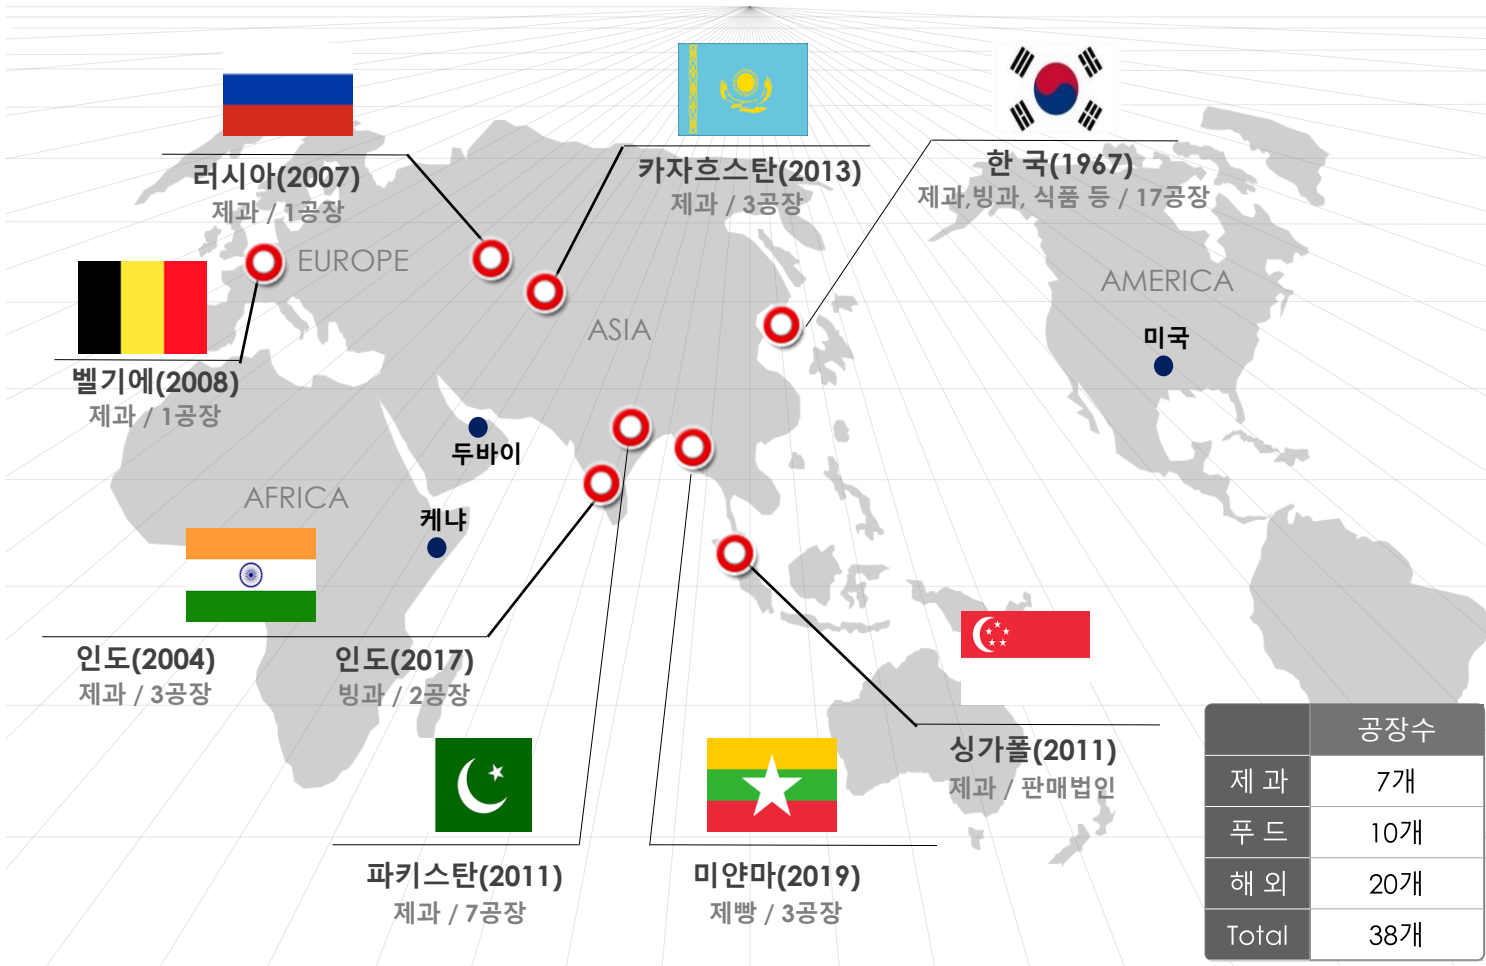 러시아(2007)
제과 / 1공장
카자흐스탄(2013)
제과 / 3공장
한 국(1967)
제과,빙과, 식품 등 / 17공장
EUROPE
AMERICA
ASIA
미국
벨기에(2008)
제과 / 1공장
두바이
AFRICA
케냐
인도(2004)
제과 / 3공장
인도(2017)
빙과 / 2공장
싱가폴(2011)
제과 / 판매법인
파키스탄(2011)
제과 / 7공장
미얀마(2019)
제빵 / 3공장
공장수
제 과 7개
푸 드 10개
해 외 20개
Total 38개